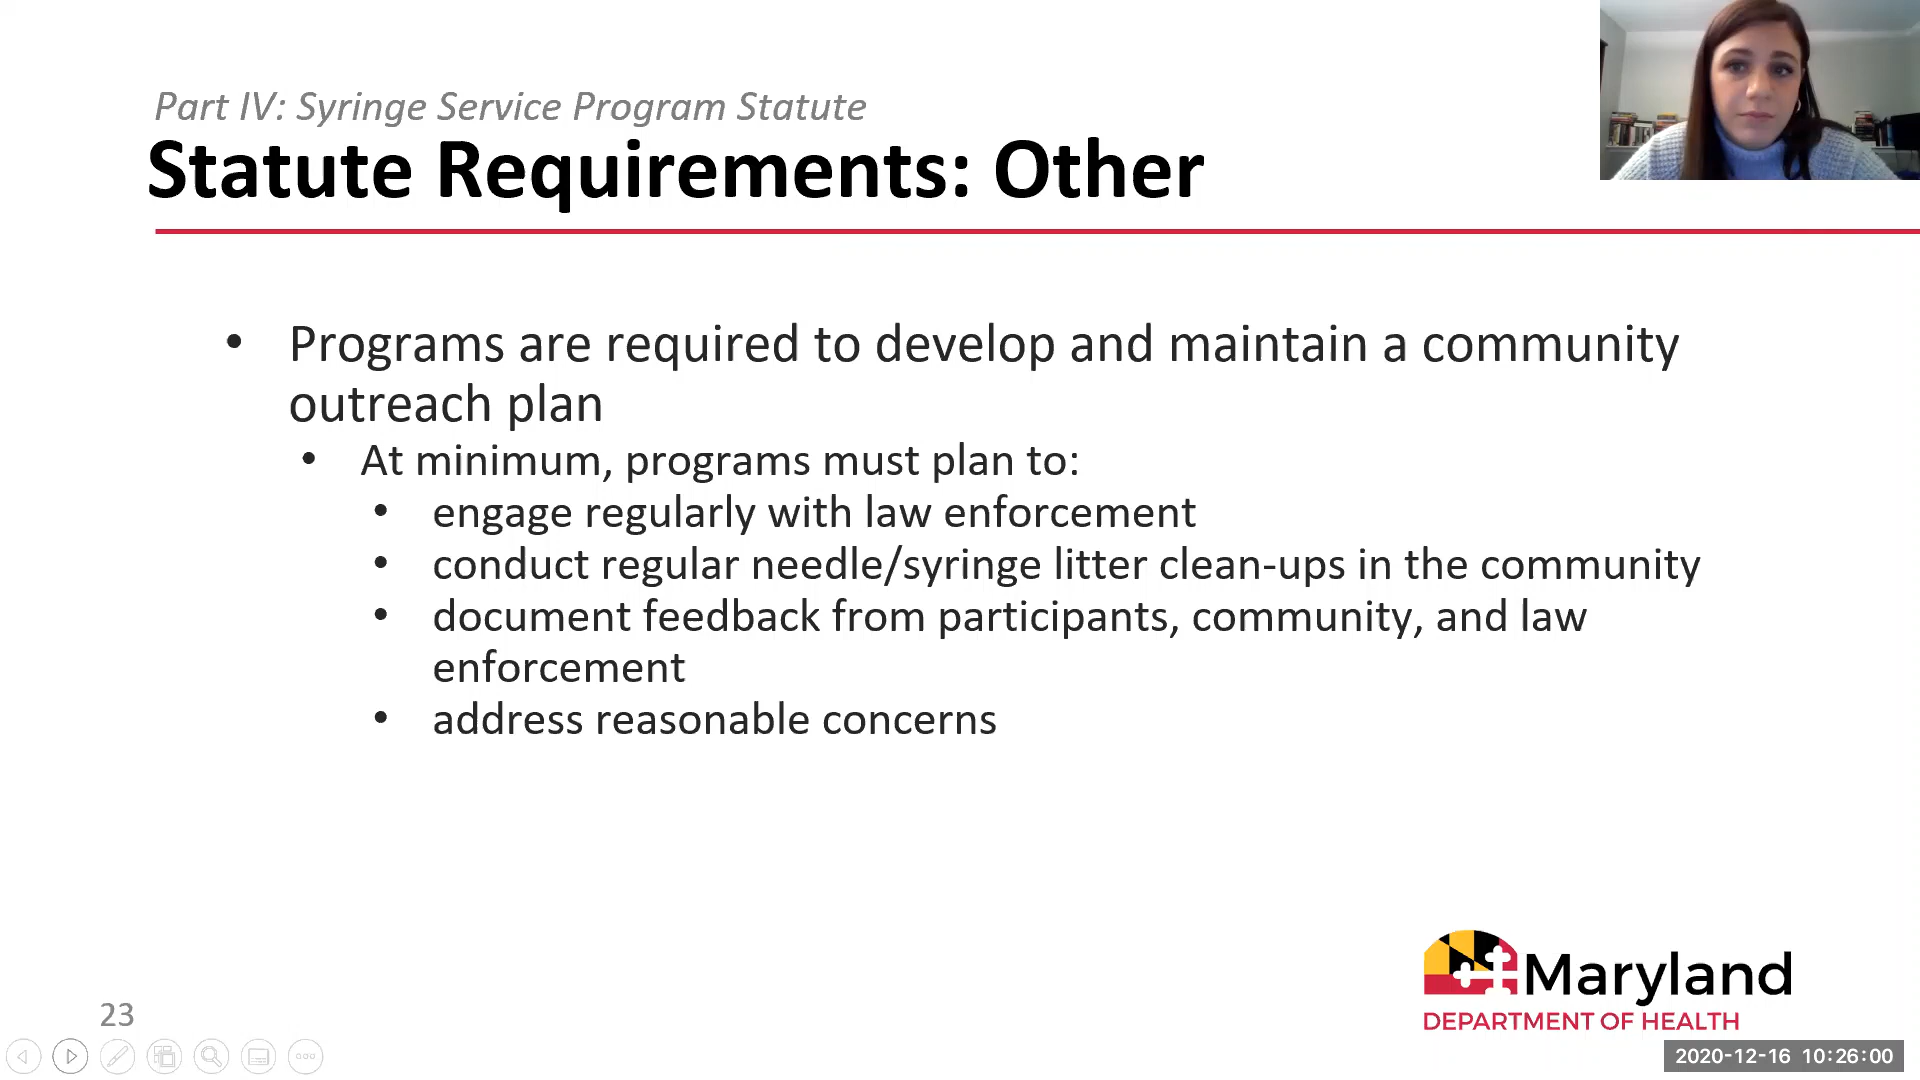 Part IV: Syringe Service Program Statute
Statute Requirements: Other
• Programs are required to develop and maintain a community
outreach plan
• At minimum, programs must plan to:
• engage regularly with law enforcement
• conduct regular needle/syringe litter clean-ups in the community
• document feedback from participants, community, and law
enforcement
• address reasonable concerns
Maryland
DEPARTMENT OF HEALTH
23
2020-12-16 10:26:00